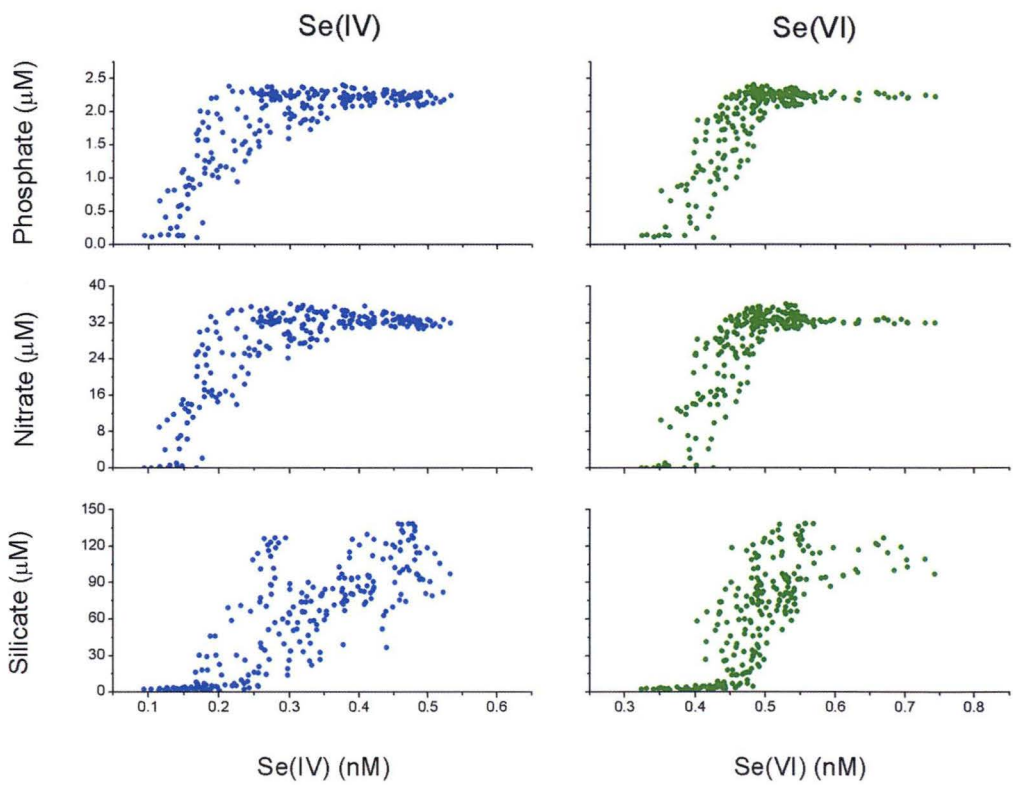 Se(IV) Se(VI)
Phosphate (μM)
2.5
2.0
1.5
1.0
0.5
0.0
Nitrate (μM)
40
32
24
16
8
0
Silicate (μM)
150
120
90
60
30
0
0.1 0.2 0.3 0.4 0.5 0.6
0.3 0.4 0.5 0.6 0.7 0.8
Se(IV) (nM) Se(VI) (nM)